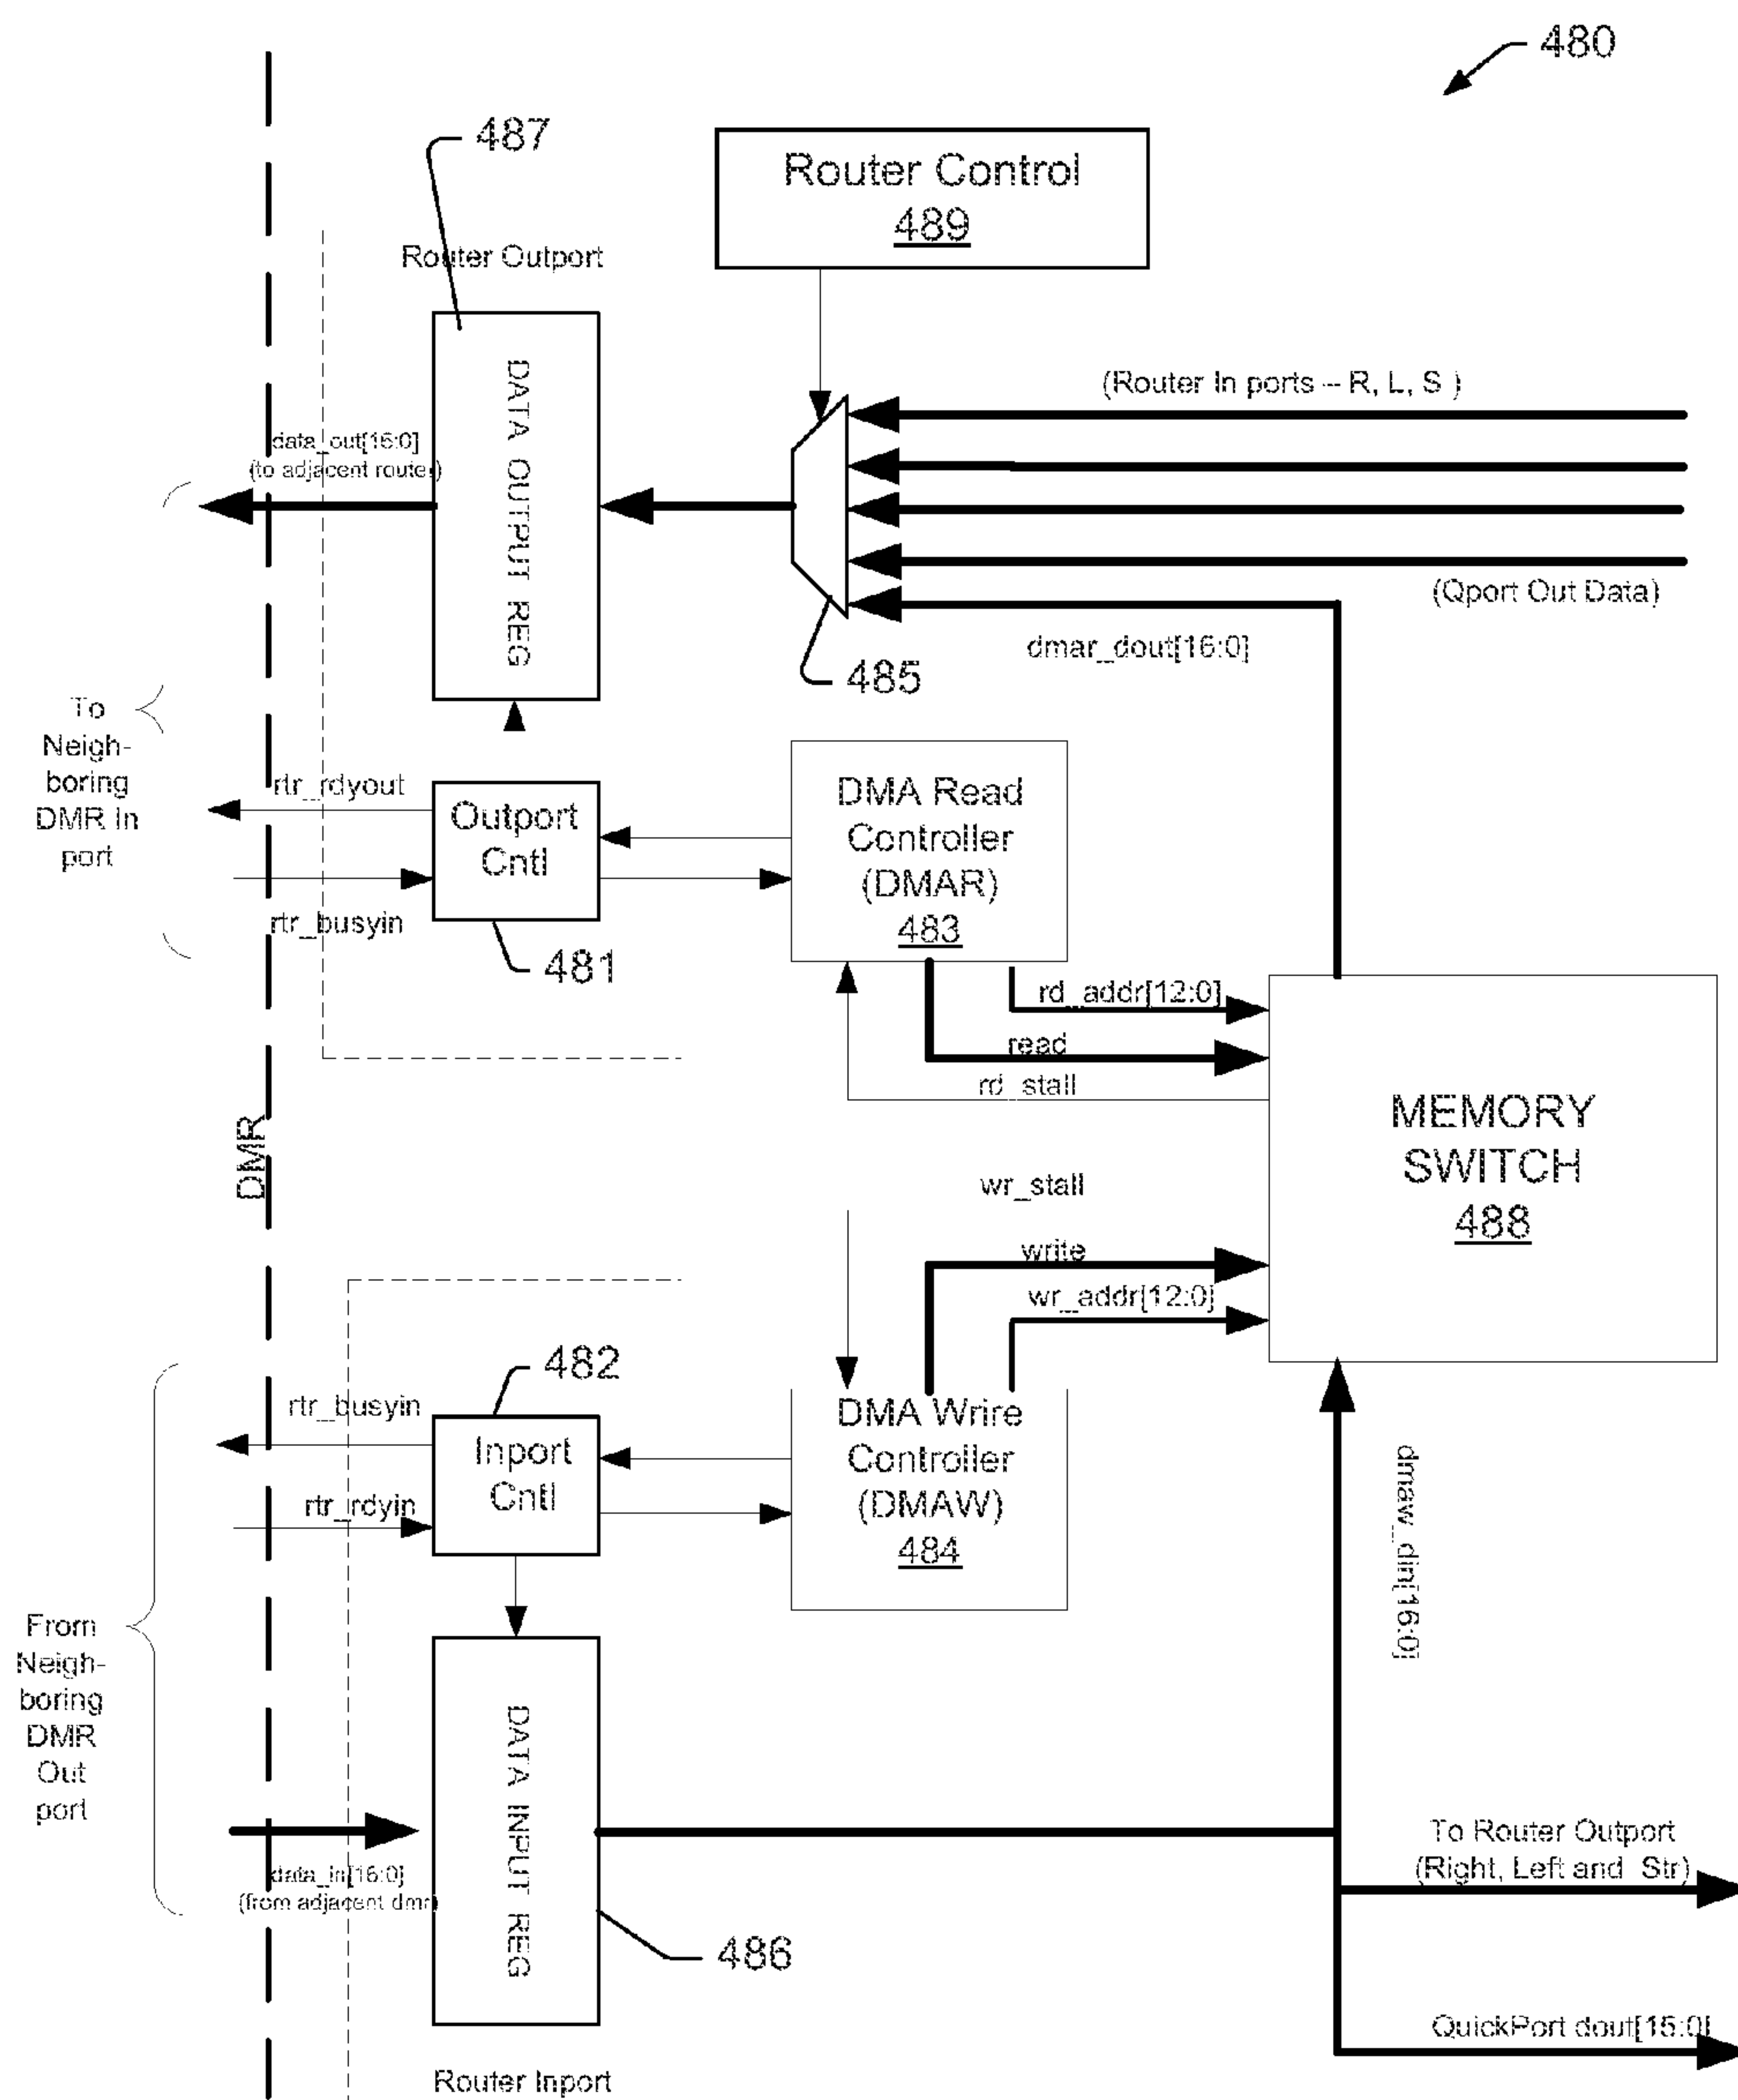 480
487
Router Control
489
Router Outport
(Router In ports -- R, L, S )
DATA OUTPUT REG
data_out[16:0]
(to adjacent router)
(Qport Out Data)
dmar_dout[16:0]
485
To
Neigh-
boring
DMR In
port
rtr_rdyout
Outport
Cntl
rtr_busyin
481
DMA Read
Controller
(DMAR)
483
rd_addr[12:0]
read
rd_stall
MEMORY
SWITCH
488
DMR
wr_stall
write
wr_addr[12:0]
482
rtr_busyin
Inport
Cntl
rtr_rdyin
DMA Wrire
Controller
(DMAW)
484
dmaw_din[16:0]
From
Neigh-
boring
DMR
Out
port
DATA INPUT REG
data_in[16:0]
(from adjacent dmr)
486
To Router Outport
(Right, Left and Str)
QuickPort dout[15:0]
Router Inport